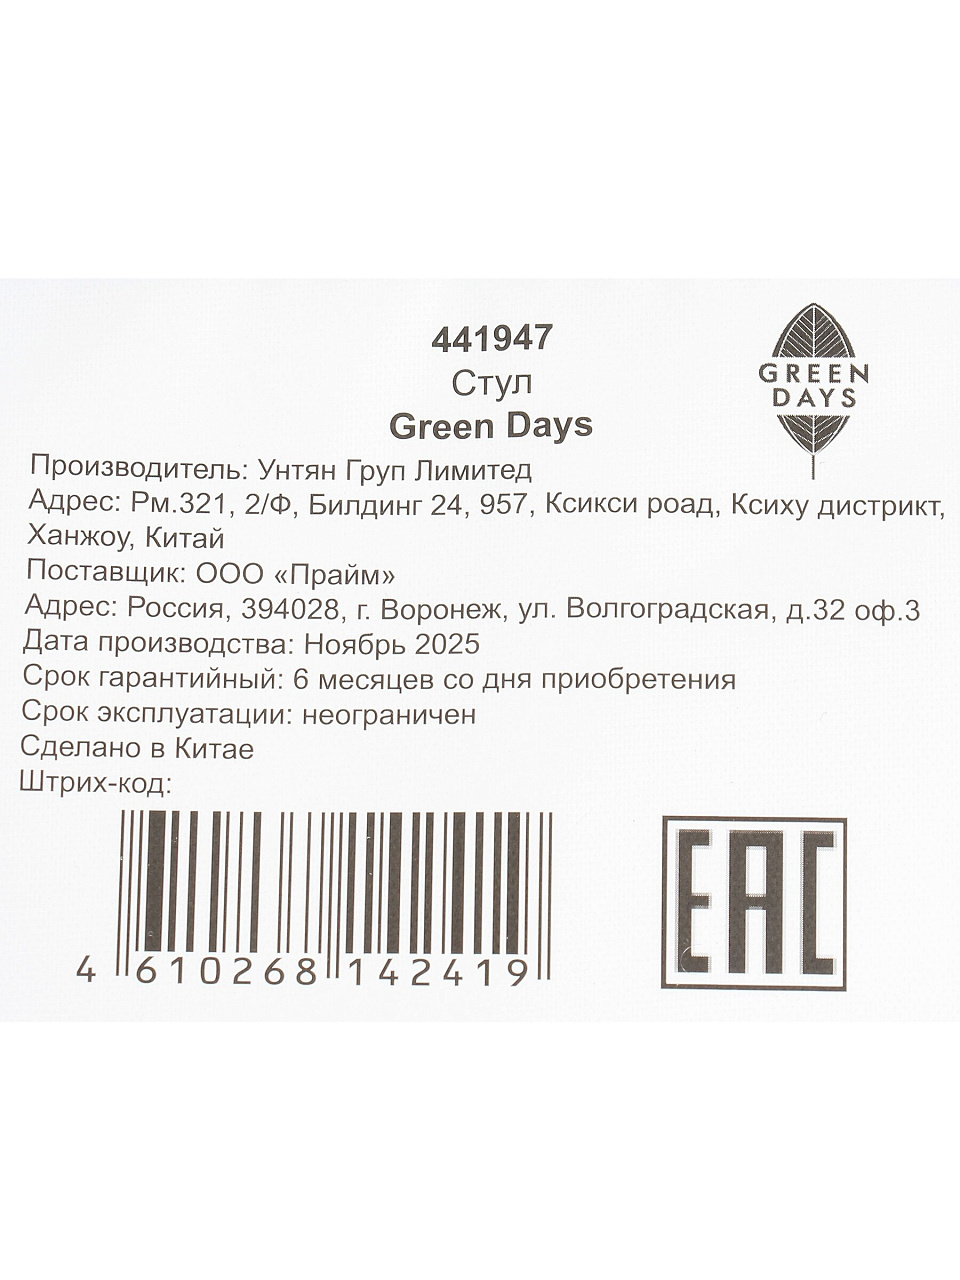 441947
Стул
Green Days
GREEN
DAYS
Производитель: Унтян Груп Лимитед
Адрес: Рм.321, 2/Ф, Билдинг 24, 957, Ксикси роад, Ксиху дистрикт,
Ханжоу, Китай
Поставщик: ООО «Прайм»
Адрес: Россия, 394028, г. Воронеж, ул. Волгоградская, д.32 оф.3
Дата производства: Ноябрь 2025
Срок гарантийный: 6 месяцев со дня приобретения
Срок эксплуатации: неограничен
Сделано в Китае
Штрих-код:
4 610268 142419
EAC